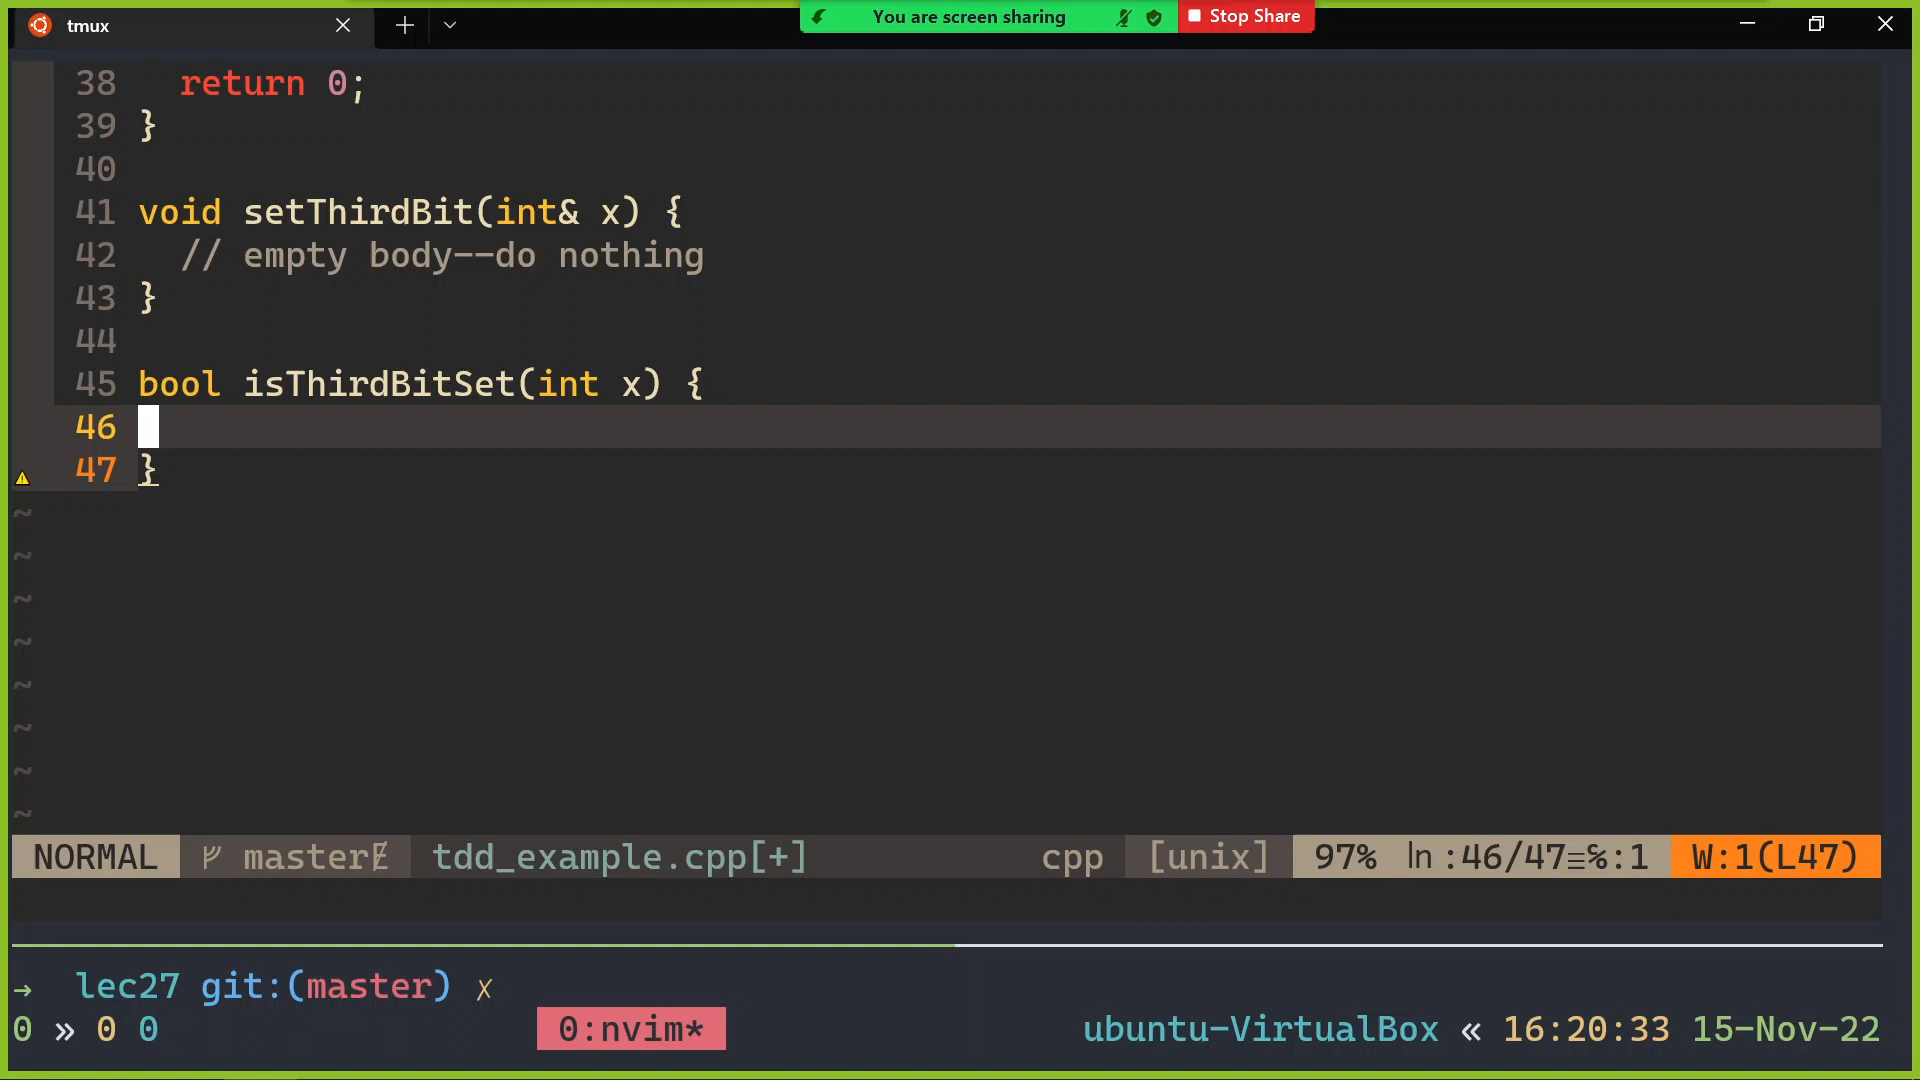 tmux
You are screen sharing
Stop Share
38 return 0;
39 }
40
41 void setThirdBit(int& x) {
42 // empty body--do nothing
43 }
44
45 bool isThirdBitSet(int x) {
46
47 }
~
~
~
~
~
~
~
~
NORMAL master tdd_example.cpp[+] cpp [unix] 97% ln :46/47≡℅:1 W:1(L47)
→ lec27 git:(master) ✗
0 » 0 0 0:nvim* ubuntu-VirtualBox « 16:20:33 15-Nov-22